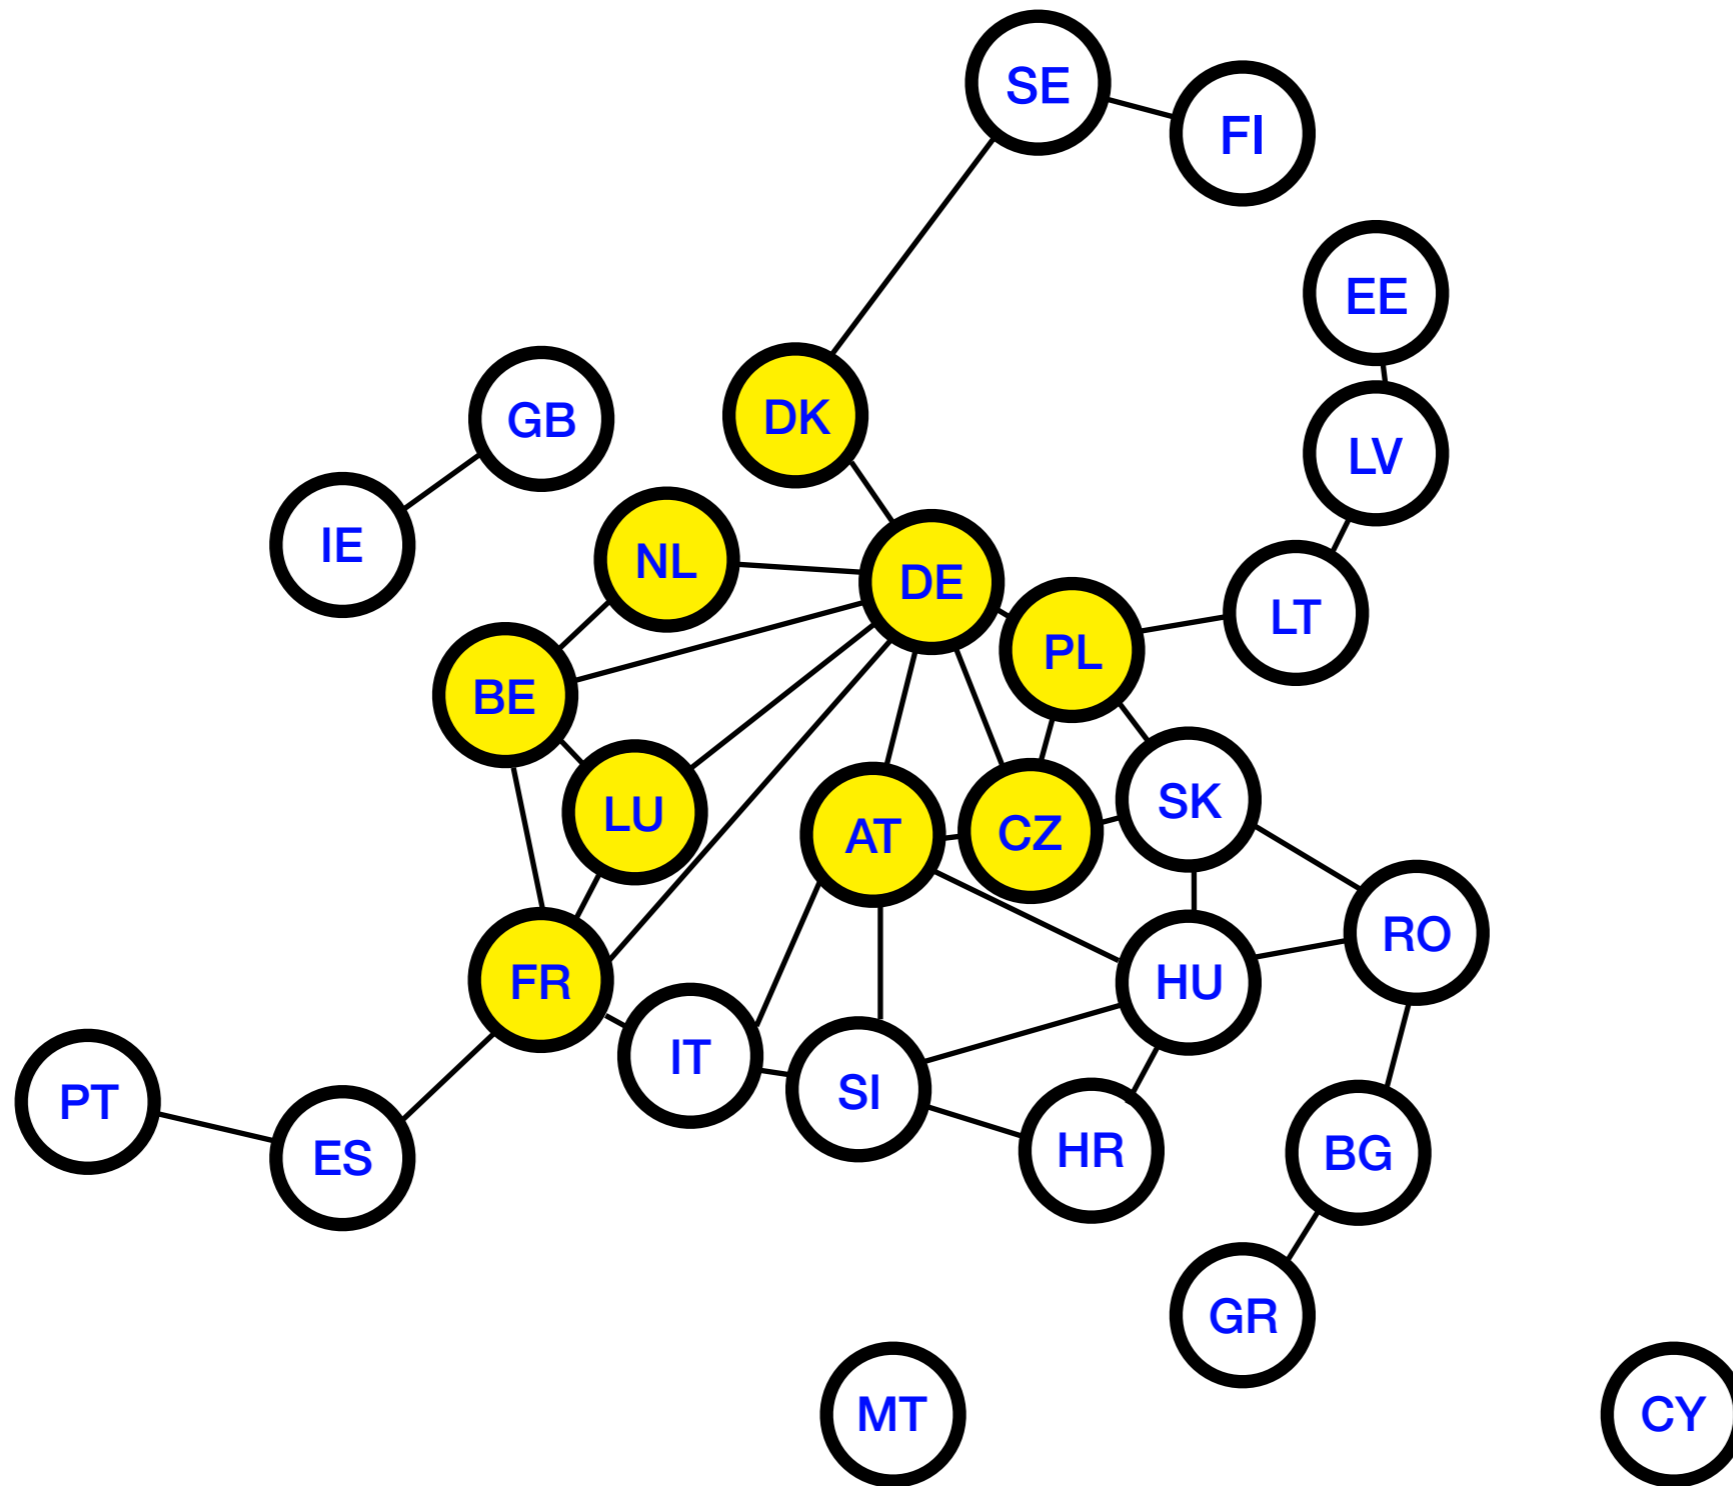 SE
FI
EE
GB
DK
LV
IE
NL
DE
LT
PL
BE
SK
LU
AT
CZ
RO
FR
HU
IT
SI
PT
ES
HR
BG
GR
MT
CY